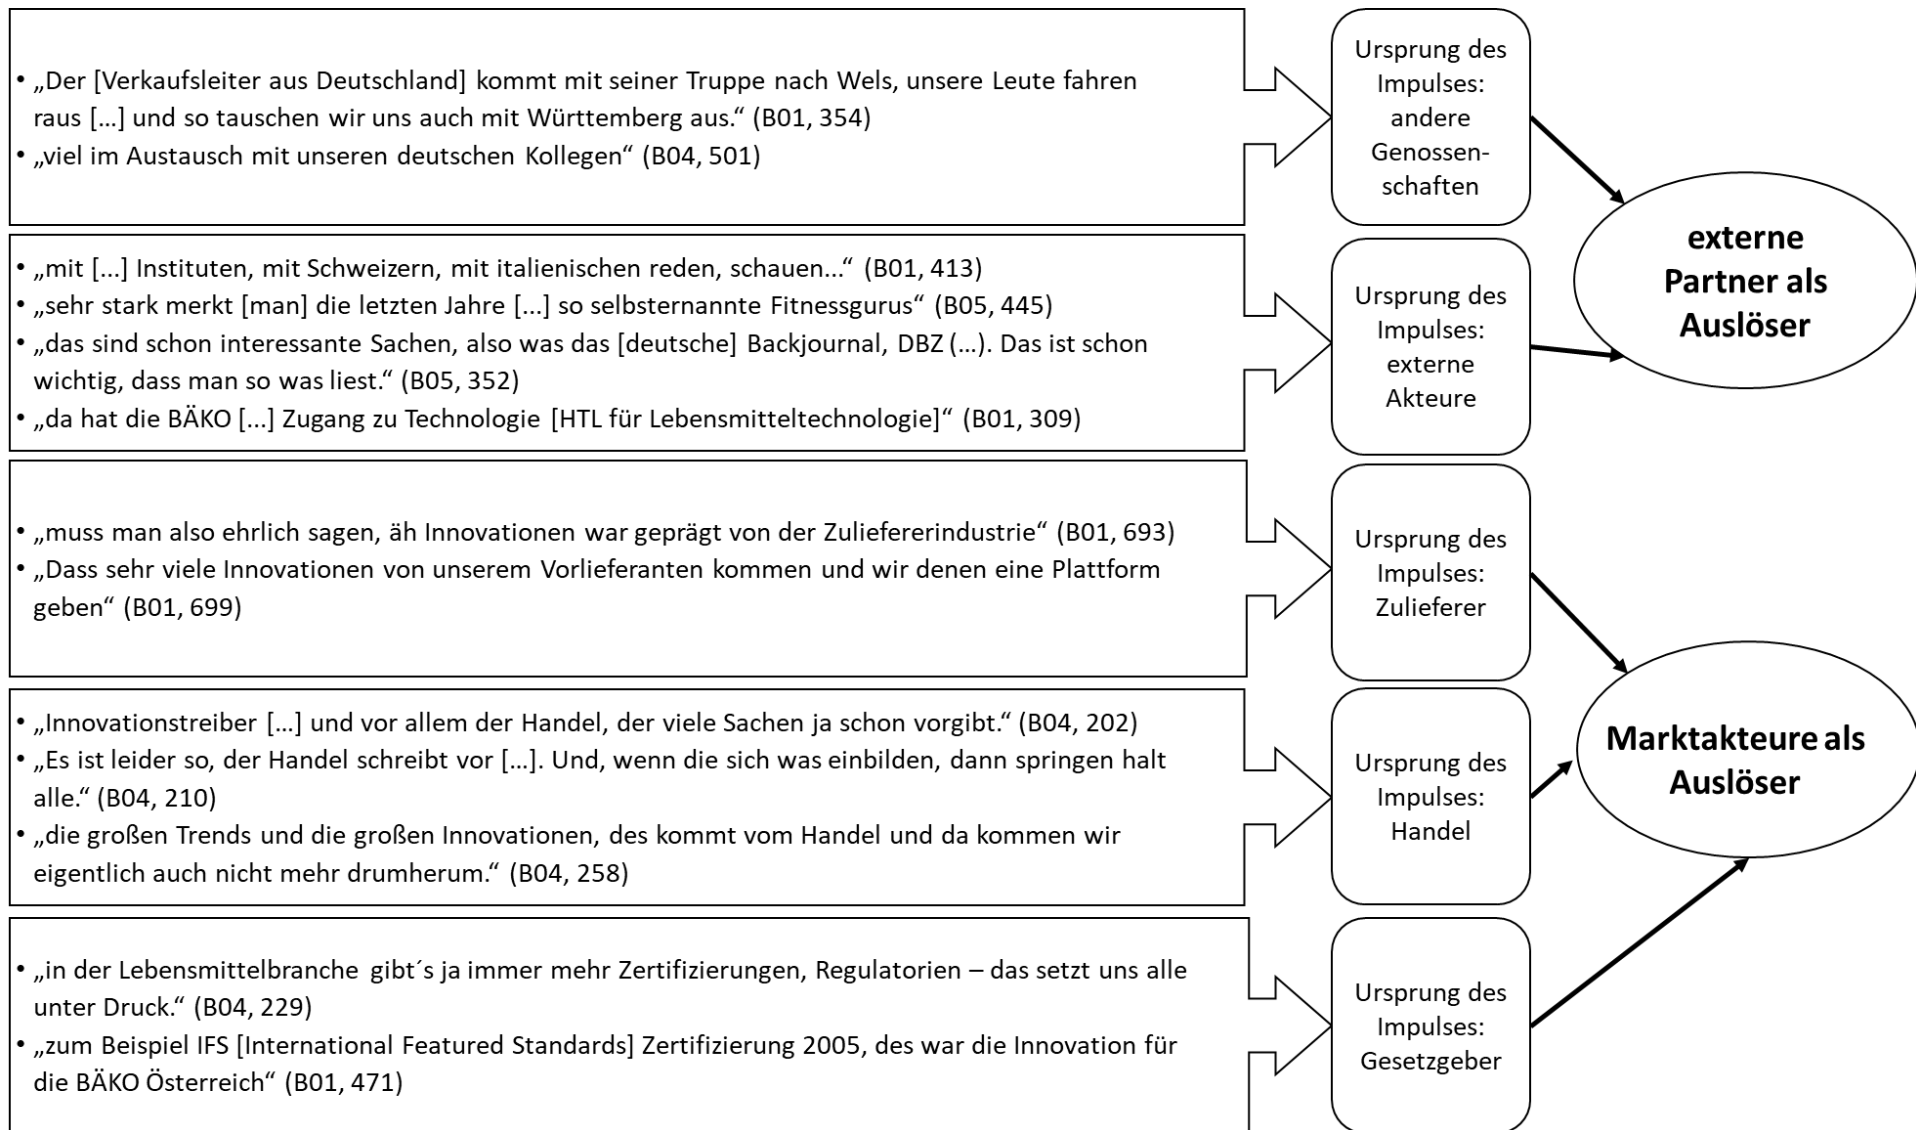 • „Der [Verkaufsleiter aus Deutschland] kommt mit seiner Truppe nach Wels, unsere Leute fahren
raus [...] und so tauschen wir uns auch mit Württemberg aus.“ (B01, 354)
• „viel im Austausch mit unseren deutschen Kollegen“ (B04, 501)
Ursprung des
Impulses:
andere
Genossen-
schaften
• „mit [...] Instituten, mit Schweizern, mit italienischen reden, schauen...“ (B01, 413)
• „sehr stark merkt [man] die letzten Jahre [...] so selbsternannte Fitnessgurus“ (B05, 445)
• „das sind schon interessante Sachen, also was das [deutsche] Backjournal, DBZ (...). Das ist schon
wichtig, dass man so was liest.“ (B05, 352)
• „da hat die BÄKO [...] Zugang zu Technologie [HTL für Lebensmitteltechnologie]“ (B01, 309)
Ursprung des
Impulses:
externe
Akteure
externe
Partner als
Auslöser
• „muss man also ehrlich sagen, äh Innovationen war geprägt von der Zuliefererindustrie“ (B01, 693)
• „Dass sehr viele Innovationen von unserem Vorlieferanten kommen und wir denen eine Plattform
geben“ (B01, 699)
Ursprung des
Impulses:
Zulieferer
• „Innovationstreiber [...] und vor allem der Handel, der viele Sachen ja schon vorgibt.“ (B04, 202)
• „Es ist leider so, der Handel schreibt vor [...]. Und, wenn die sich was einbilden, dann springen halt
alle.“ (B04, 210)
• „die großen Trends und die großen Innovationen, des kommt vom Handel und da kommen wir
eigentlich auch nicht mehr drumherum.“ (B04, 258)
Ursprung des
Impulses:
Handel
Marktakteure als
Auslöser
• „in der Lebensmittelbranche gibt´s ja immer mehr Zertifizierungen, Regulatorien – das setzt uns alle
unter Druck.“ (B04, 229)
• „zum Beispiel IFS [International Featured Standards] Zertifizierung 2005, des war die Innovation für
die BÄKO Österreich“ (B01, 471)
Ursprung des
Impulses:
Gesetzgeber